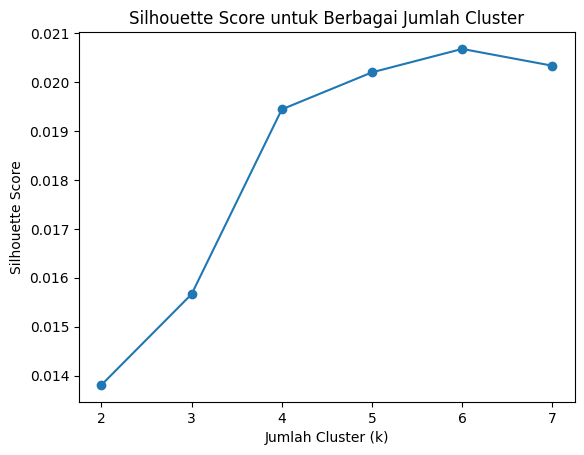 Silhouette Score untuk Berbagai Jumlah Cluster
0.021
0.020
0.019
0.018
0.017
0.016
0.015
0.014
Silhouette Score
2 3 4 5 6 7
Jumlah Cluster (k)